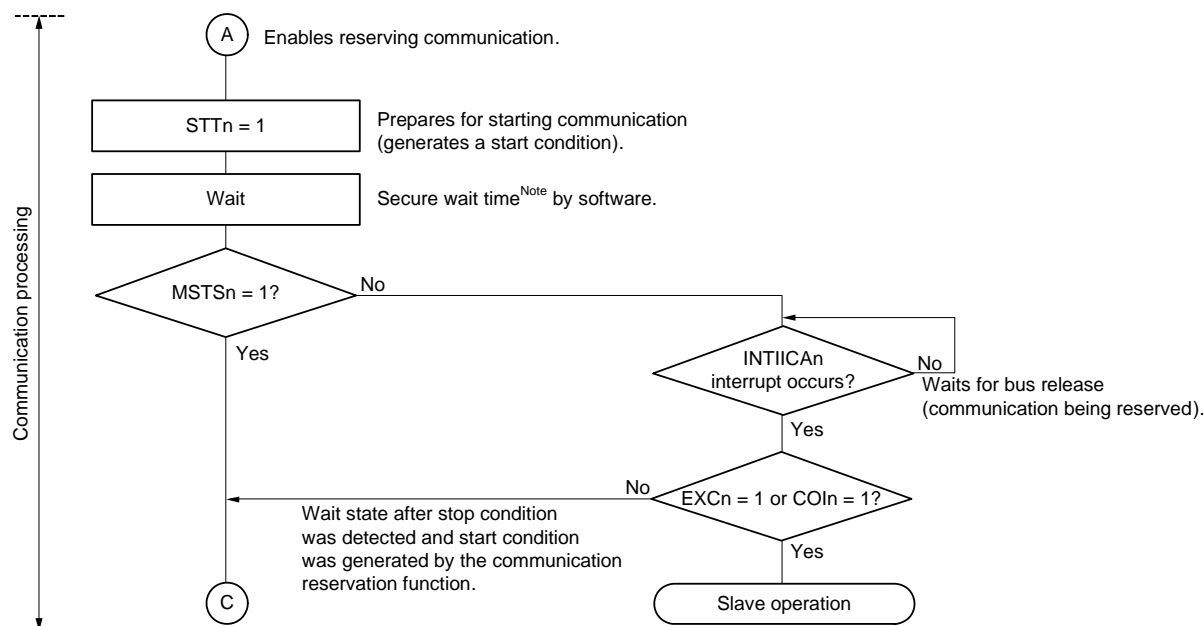 A
Enables reserving communication.
STTn = 1
Prepares for starting communication
(generates a start condition).
Wait
Secure wait timeNote by software.
Communication processing
MSTSn = 1?
No
Yes
INTIICAn
interrupt occurs?
No
Waits for bus release
(communication being reserved).
Yes
EXCn = 1 or COIn = 1?
No
Wait state after stop condition
was detected and start condition
was generated by the communication
reservation function.
Yes
C
Slave operation